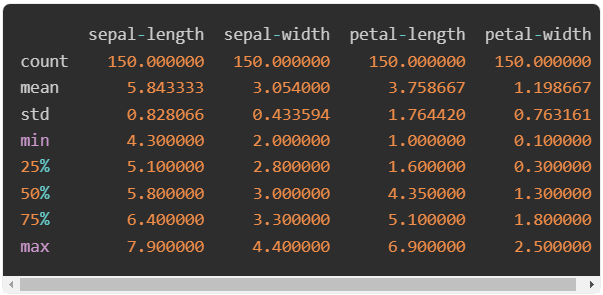 sepal-length sepal-width petal-length petal-width
count 150.000000 150.000000 150.000000 150.000000
mean 5.843333 3.054000 3.758667 1.198667
std 0.828066 0.433594 1.764420 0.763161
min 4.300000 2.000000 1.000000 0.100000
25% 5.100000 2.800000 1.600000 0.300000
50% 5.800000 3.000000 4.350000 1.300000
75% 6.400000 3.300000 5.100000 1.800000
max 7.900000 4.400000 6.900000 2.500000